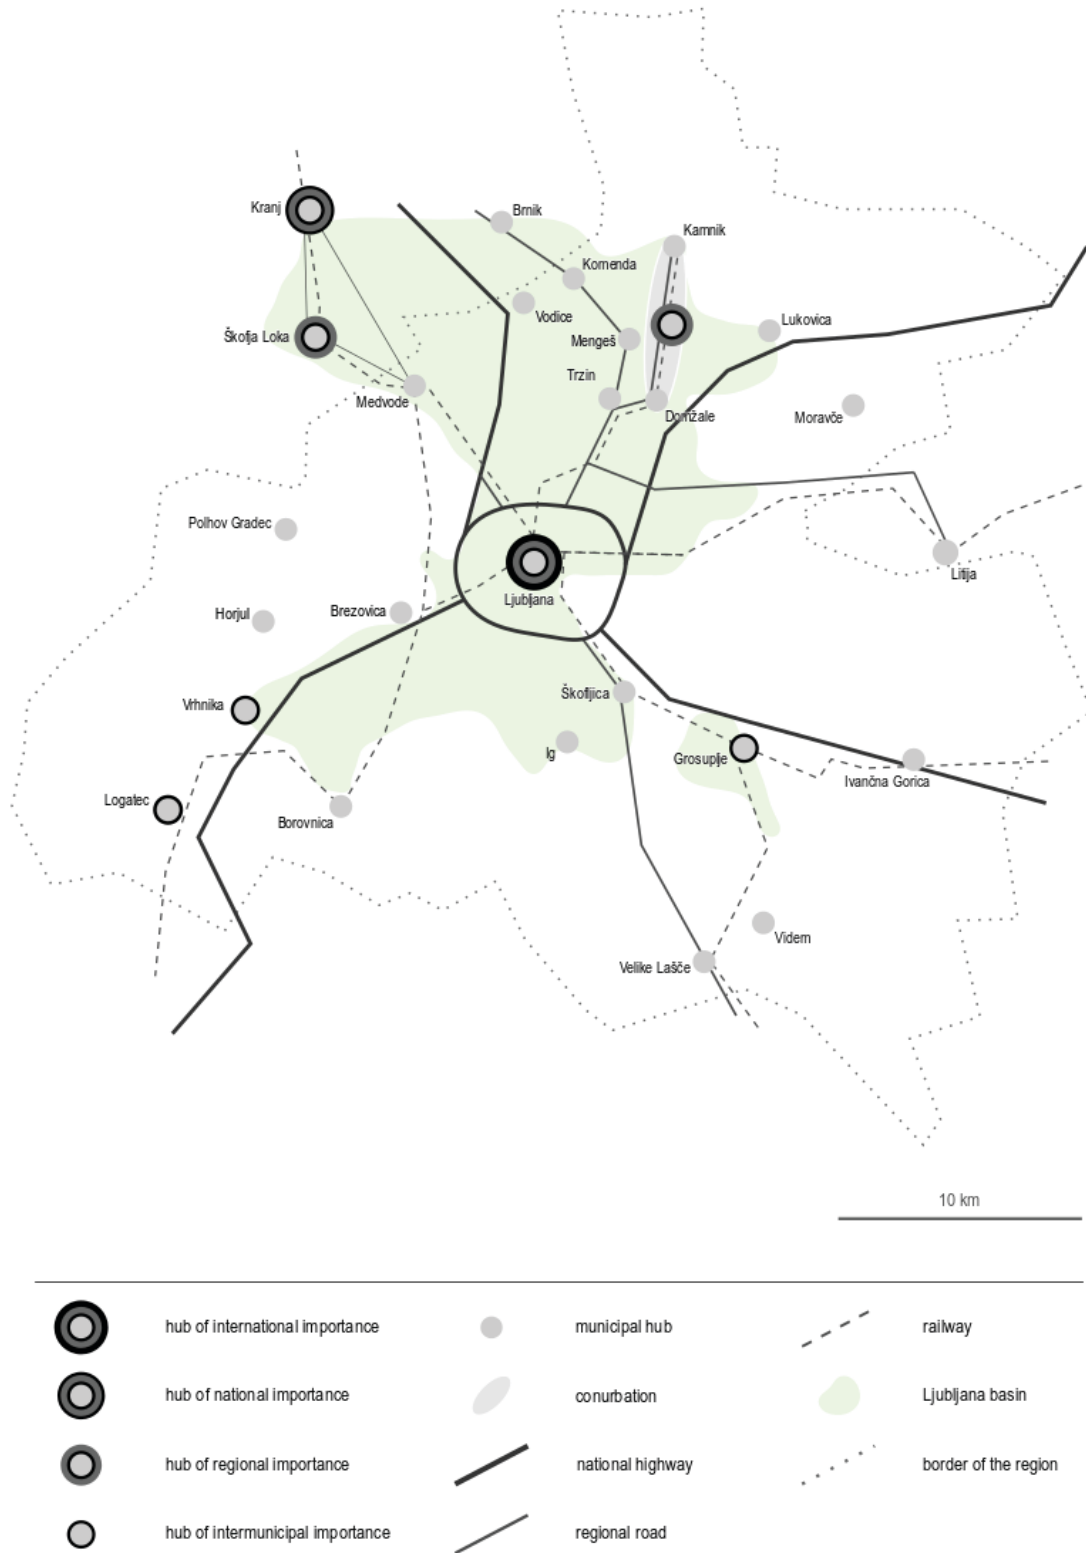 Kranj
Brnik
Kamnik
Komenda
Vodice
Lukovica
Škofja Loka
Mengeš
Trzin
Medvode
Domžale
Moravče
Polhov Gradec
Litija
Ljubljana
Horjul
Brezovica
Škofljica
Vrhnika
Ig
Grosuplje
Ivančna Gorica
Logatec
Borovnica
Videm
Velike Lašče
10 km
hub of international importance
municipal hub
railway
hub of national importance
conurbation
Ljubljana basin
hub of regional importance
national highway
border of the region
hub of intermunicipal importance
regional road